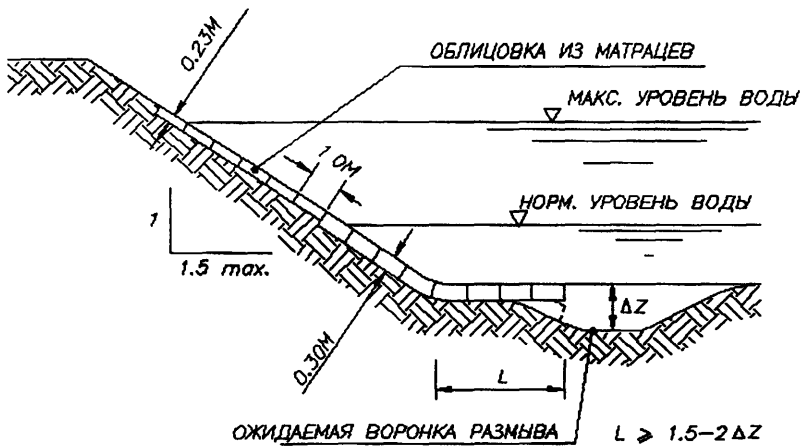 0.23М
ОБЛИЦОВКА ИЗ МАТРАЦЕВ
МАКС. УРОВЕНЬ ВОДЫ
1.0М
НОРМ. УРОВЕНЬ ВОДЫ
1
1.5 max.
ΔZ
0.30М
L
ОЖИДАЕМАЯ ВОРОНКА РАЗМЫВА
L ⩾ 1.5-2 ΔZ